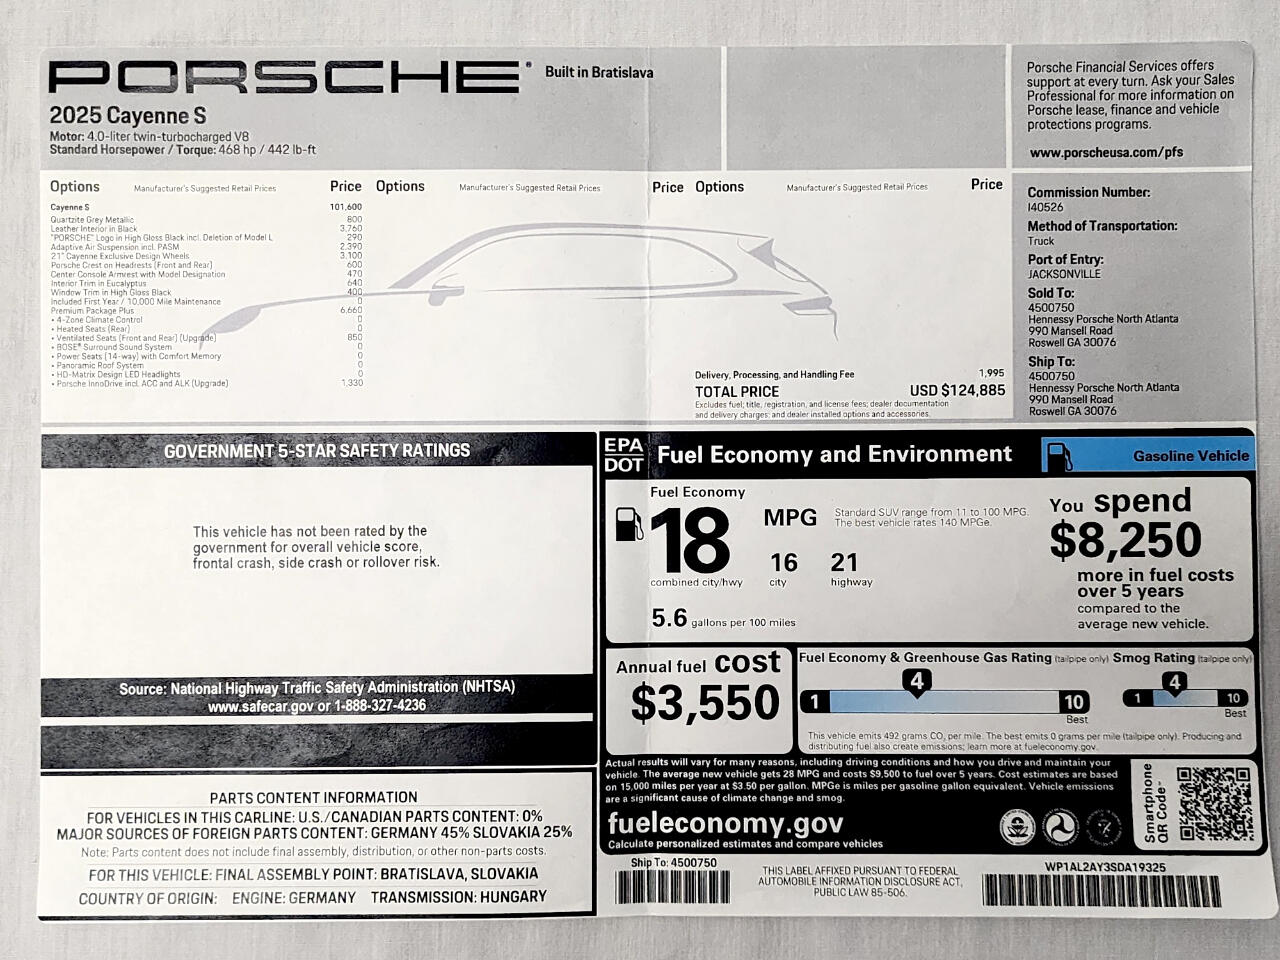 PORSCHE® Built in Bratislava
2025 Cayenne S
Motor: 4.0-liter twin-turbocharged V8
Standard Horsepower / Torque: 468 hp / 442 lb-ft
Porsche Financial Services offers
support at every turn. Ask your Sales
Professional for more information on
Porsche lease, finance and vehicle
protections programs.
www.porscheusa.com/pfs
Options Manufacturer's Suggested Retail Prices Price Options Manufacturer's Suggested Retail Prices Price Options Manufacturer's Suggested Retail Prices Price
Cayenne S 101,600
Quartzite Grey Metallic 800
Leather Interior in Black 3,760
"PORSCHE" Logo in High Gloss Black incl. Deletion of Model L 290
Adaptive Air Suspension incl. PASM 2,390
21" Cayenne Exclusive Design Wheels 3,100
Porsche Crest on Headrests (Front and Rear) 600
Center Console Armrest with Model Designation 470
Interior Trim in Eucalyptus 640
Window Trim in High Gloss Black 400
Included First Year / 10,000 Mile Maintenance 0
Premium Package Plus 6,660
• 4-Zone Climate Control 0
• Heated Seats (Rear) 0
• Ventilated Seats (Front and Rear) (Upgrade) 850
• BOSE® Surround Sound System 0
• Power Seats (14-way) with Comfort Memory 0
• Panoramic Roof System 0
• HD-Matrix Design LED Headlights 0
• Porsche InnoDrive incl. ACC and ALK (Upgrade) 1,330
Delivery, Processing, and Handling Fee 1,995
TOTAL PRICE USD $124,885
Excludes fuel; title, registration, and license fees; dealer documentation
and delivery charges; and dealer installed options and accessories.
Commission Number:
I40526
Method of Transportation:
Truck
Port of Entry:
JACKSONVILLE
Sold To:
4500750
Hennessy Porsche North Atlanta
990 Mansell Road
Roswell GA 30076
Ship To:
4500750
Hennessy Porsche North Atlanta
990 Mansell Road
Roswell GA 30076
GOVERNMENT 5-STAR SAFETY RATINGS
This vehicle has not been rated by the
government for overall vehicle score,
frontal crash, side crash or rollover risk.
Source: National Highway Traffic Safety Administration (NHTSA)
www.safecar.gov or 1-888-327-4236
PARTS CONTENT INFORMATION
FOR VEHICLES IN THIS CARLINE: U.S./CANADIAN PARTS CONTENT: 0%
MAJOR SOURCES OF FOREIGN PARTS CONTENT: GERMANY 45% SLOVAKIA 25%
Note: Parts content does not include final assembly, distribution, or other non-parts costs.
FOR THIS VEHICLE: FINAL ASSEMBLY POINT: BRATISLAVA, SLOVAKIA
COUNTRY OF ORIGIN: ENGINE: GERMANY TRANSMISSION: HUNGARY
EPA
DOT
Fuel Economy and Environment
Gasoline Vehicle
Fuel Economy
18 MPG
combined city/hwy
16
city
21
highway
Standard SUV range from 11 to 100 MPG.
The best vehicle rates 140 MPGe.
5.6 gallons per 100 miles
You spend
$8,250
more in fuel costs
over 5 years
compared to the
average new vehicle.
Annual fuel cost
$3,550
Fuel Economy & Greenhouse Gas Rating (tailpipe only)
4
1 10
Best
Smog Rating (tailpipe only)
4
1 10
Best
This vehicle emits 492 grams CO₂ per mile. The best emits 0 grams per mile (tailpipe only). Producing and
distributing fuel also create emissions; learn more at fueleconomy.gov.
Actual results will vary for many reasons, including driving conditions and how you drive and maintain your
vehicle. The average new vehicle gets 28 MPG and costs $9,500 to fuel over 5 years. Cost estimates are based
on 15,000 miles per year at $3.50 per gallon. MPGe is miles per gasoline gallon equivalent. Vehicle emissions
are a significant cause of climate change and smog.
fueleconomy.gov
Calculate personalized estimates and compare vehicles
Smartphone
QR Code
Ship To: 4500750
THIS LABEL AFFIXED PURSUANT TO FEDERAL
AUTOMOBILE INFORMATION DISCLOSURE ACT,
PUBLIC LAW 85-506.
WP1AL2AY3SDA19325